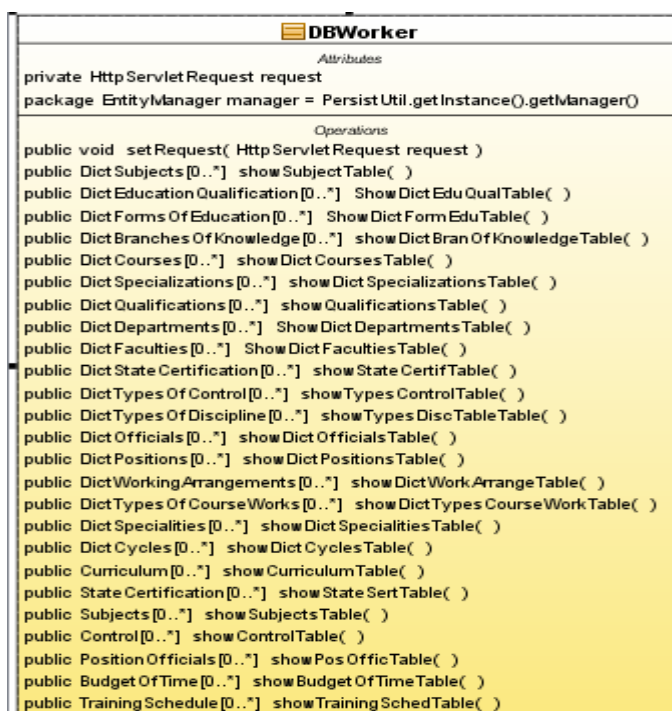 DBWorker
Attributes
private HttpServletRequest request
package EntityManager manager = PersistUtil.getInstance().getManager()
Operations
public void setRequest( HttpServletRequest request )
public DictSubjects[0..*] showSubjectTable( )
public DictEducationQualification[0..*] ShowDictEduQualTable( )
public DictFormsOfEducation[0..*] ShowDictFormEduTable( )
public DictBranchesOfKnowledge[0..*] showDictBranOfKnowledgeTable( )
public DictCourses[0..*] showDictCoursesTable( )
public DictSpecializations[0..*] showDictSpecializationsTable( )
public DictQualifications[0..*] showQualificationsTable( )
public DictDepartments[0..*] ShowDictDepartmentsTable( )
public DictFaculties[0..*] ShowDictFacultiesTable( )
public DictStateCertification[0..*] showStateCertifTable( )
public DictTypesOfControl[0..*] showTypesControlTable( )
public DictTypesOfDiscipline[0..*] showTypesDiscTableTable( )
public DictOfficials[0..*] showDictOfficialsTable( )
public DictPositions[0..*] showDictPositionsTable( )
public DictWorkingArrangements[0..*] showDictWorkArrangeTable( )
public DictTypesOfCourseWorks[0..*] showDictTypesCourseWorkTable( )
public DictSpecialities[0..*] showDictSpecialitiesTable( )
public DictCycles[0..*] showDictCyclesTable( )
public Curriculum[0..*] showCurriculumTable( )
public StateCertification[0..*] showStateSertTable( )
public Subjects[0..*] showSubjectsTable( )
public Control[0..*] showControlTable( )
public PositionOfficials[0..*] showPosOfficTable( )
public BudgetOfTime[0..*] showBudgetOfTimeTable( )
public TrainingSchedule[0..*] showTrainingSchedTable( )